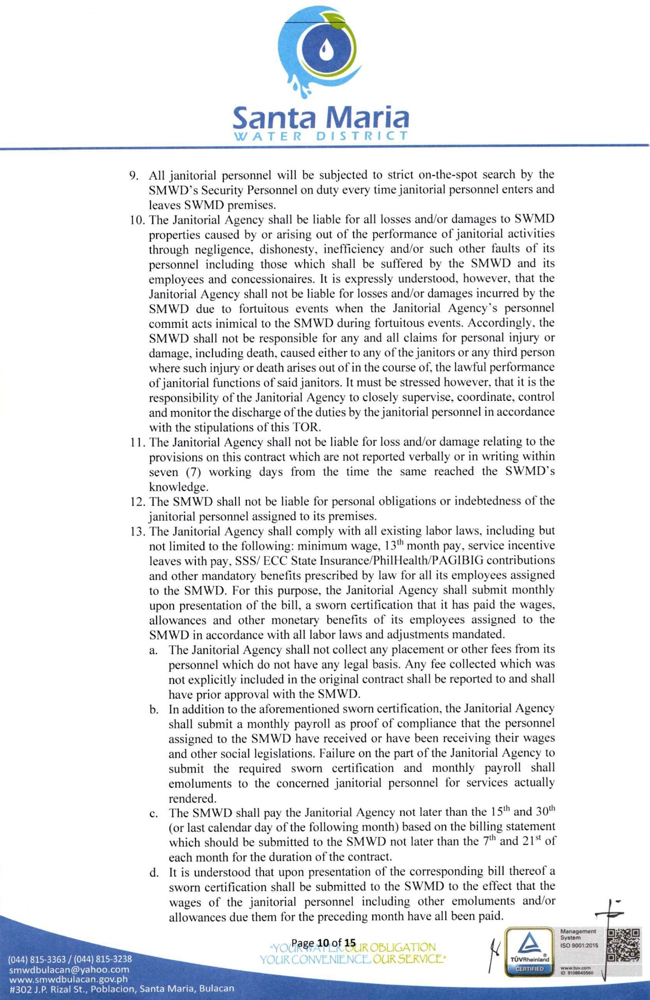 Santa Maria
WATER DISTRICT
9. All janitorial personnel will be subjected to strict on-the-spot search by the
SMWD's Security Personnel on duty every time janitorial personnel enters and
leaves SWMD premises.
10. The Janitorial Agency shall be liable for all losses and/or damages to SWMD
properties caused by or arising out of the performance of janitorial activities
through negligence, dishonesty, inefficiency and/or such other faults of its
personnel including those which shall be suffered by the SMWD and its
employees and concessionaires. It is expressly understood, however, that the
Janitorial Agency shall not be liable for losses and/or damages incurred by the
SMWD due to fortuitous events when the Janitorial Agency's personnel
commit acts inimical to the SMWD during fortuitous events. Accordingly, the
SMWD shall not be responsible for any and all claims for personal injury or
damage, including death, caused either to any of the janitors or any third person
where such injury or death arises out of in the course of, the lawful performance
of janitorial functions of said janitors. It must be stressed however, that it is the
responsibility of the Janitorial Agency to closely supervise, coordinate, control
and monitor the discharge of the duties by the janitorial personnel in accordance
with the stipulations of this TOR.
11. The Janitorial Agency shall not be liable for loss and/or damage relating to the
provisions on this contract which are not reported verbally or in writing within
seven (7) working days from the time the same reached the SWMD's
knowledge.
12. The SMWD shall not be liable for personal obligations or indebtedness of the
janitorial personnel assigned to its premises.
13. The Janitorial Agency shall comply with all existing labor laws, including but
not limited to the following: minimum wage, 13th month pay, service incentive
leaves with pay, SSS/ ECC State Insurance/PhilHealth/PAGIBIG contributions
and other mandatory benefits prescribed by law for all its employees assigned
to the SMWD. For this purpose, the Janitorial Agency shall submit monthly
upon presentation of the bill, a sworn certification that it has paid the wages,
allowances and other monetary benefits of its employees assigned to the
SMWD in accordance with all labor laws and adjustments mandated.
a. The Janitorial Agency shall not collect any placement or other fees from its
personnel which do not have any legal basis. Any fee collected which was
not explicitly included in the original contract shall be reported to and shall
have prior approval with the SMWD.
b. In addition to the aforementioned sworn certification, the Janitorial Agency
shall submit a monthly payroll as proof of compliance that the personnel
assigned to the SMWD have received or have been receiving their wages
and other social legislations. Failure on the part of the Janitorial Agency to
submit the required sworn certification and monthly payroll shall
emoluments to the concerned janitorial personnel for services actually
rendered.
c. The SMWD shall pay the Janitorial Agency not later than the 15th and 30th
(or last calendar day of the following month) based on the billing statement
which should be submitted to the SMWD not later than the 7th and 21st of
each month for the duration of the contract.
d. It is understood that upon presentation of the corresponding bill thereof a
sworn certification shall be submitted to the SWMD to the effect that the
wages of the janitorial personnel including other emoluments and/or
allowances due them for the preceding month have all been paid.
Page 10 of 15
"YOUR WATER, OUR OBLIGATION
YOUR CONVENIENCE, OUR SERVICE"
(044) 815-3363 / (044) 815-3238
smwdbulacan@yahoo.com
www.smwdbulacan.gov.ph
#302 J.P. Rizal St., Poblacion, Santa Maria, Bulacan
TÜVRheinland®
CERTIFIED
Management
System
ISO 9001:2015
www.tuv.com
ID 9108645560